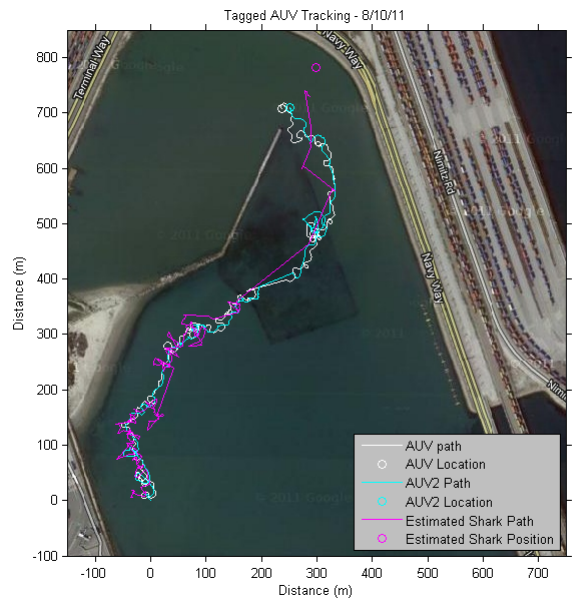 Tagged AUV Tracking - 8/10/11
Terminal Way
Navy Way
Nimitz Rd
Navy Way
© 2011 Google
Distance (m)
800
700
600
500
400
300
200
100
0
-100
AUV path
AUV Location
AUV2 Path
AUV2 Location
Estimated Shark Path
Estimated Shark Position
-100 0 100 200 300 400 500 600 700
Distance (m)